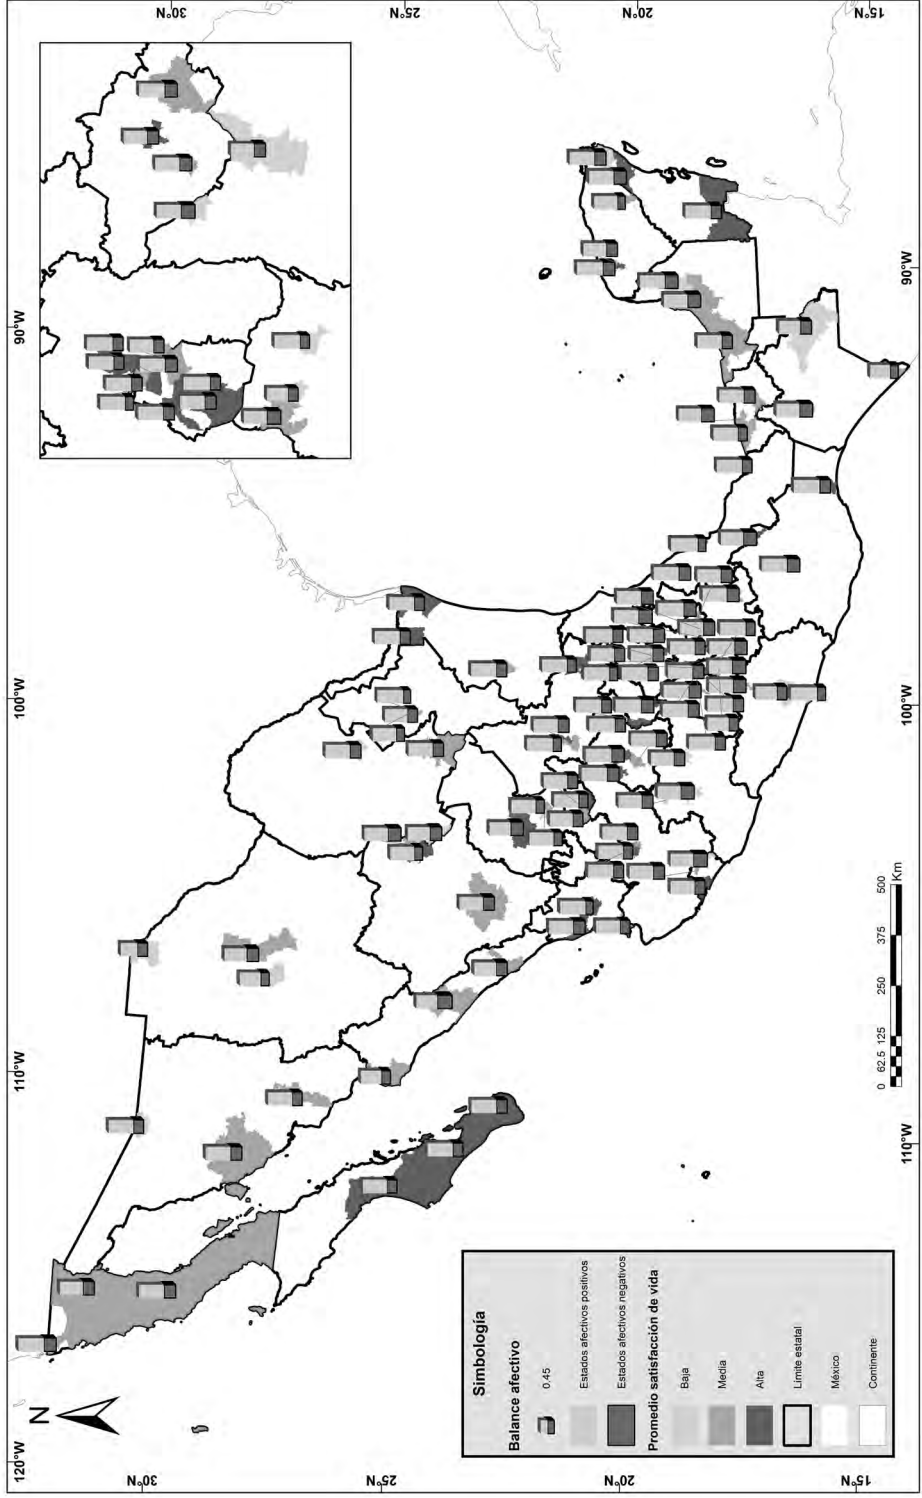 120°W
110°W
100°W
90°W
30°N
30°N
25°N
25°N
20°N
20°N
15°N
15°N
110°W
100°W
90°W
N
Simbología
Balance afectivo
0.45
Estados afectivos positivos
Estados afectivos negativos
Promedio satisfacción de vida
Baja
Media
Alta
Límite estatal
México
Continente
0 62.5 125 250 375 500
Km